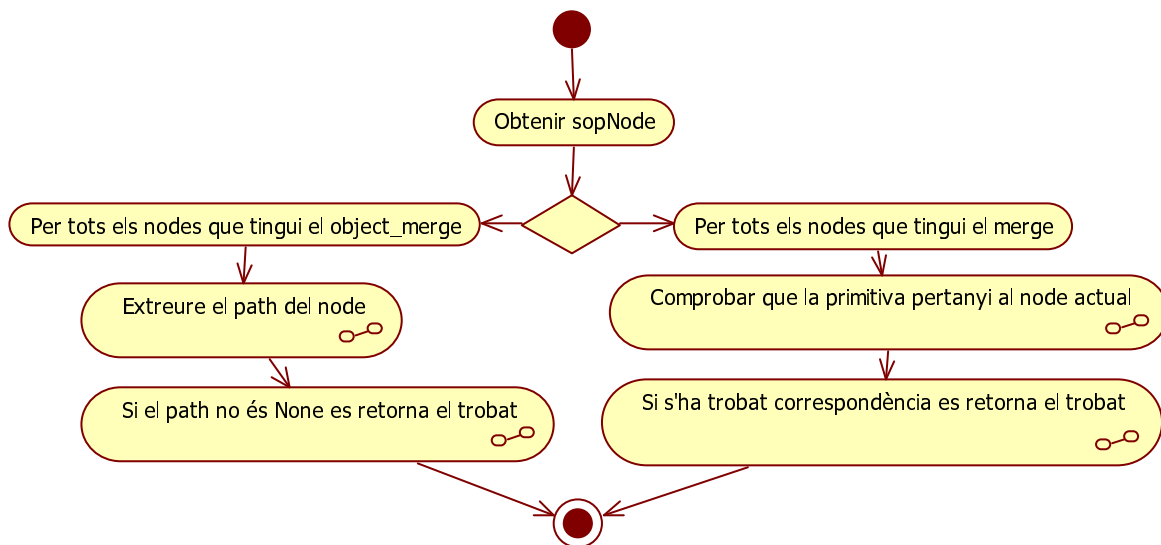 Obtenir sopNode
Per tots els nodes que tingui el object_merge
Per tots els nodes que tingui el merge
Extreure el path del node
Comprobar que la primitiva pertanyi al node actual
Si el path no és None es retorna el trobat
Si s'ha trobat correspondència es retorna el trobat